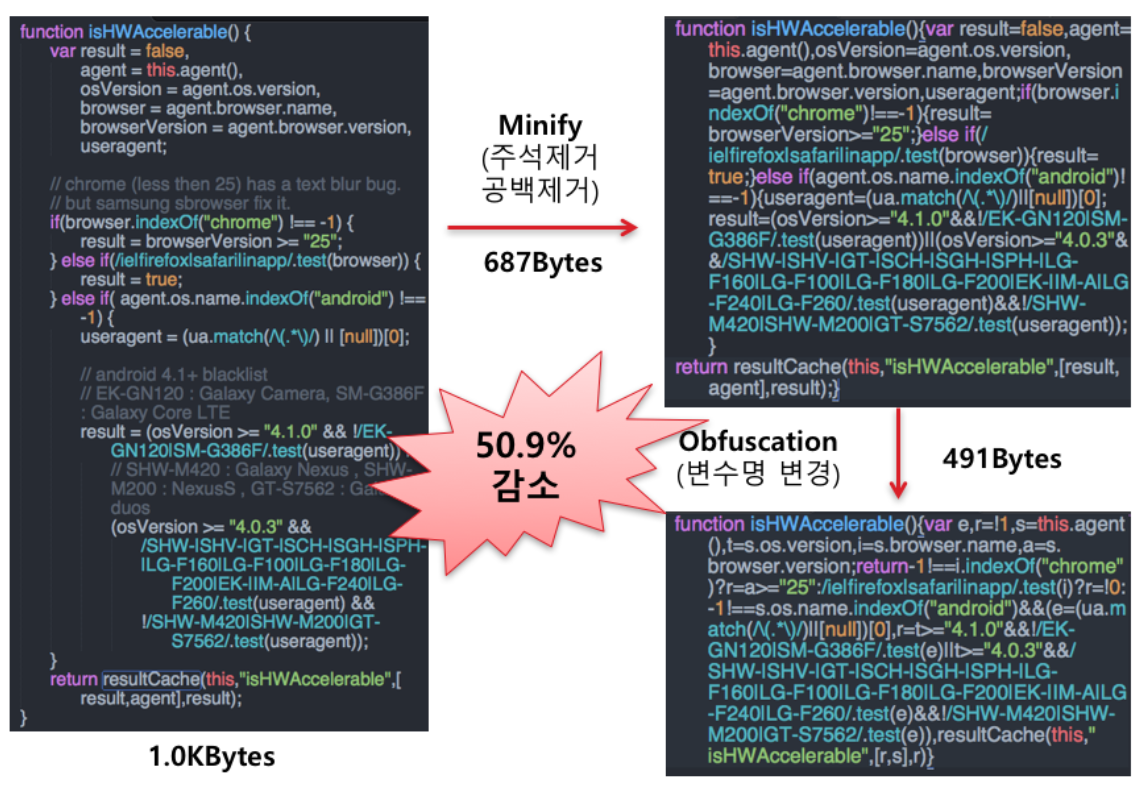 function isHWAccelerable() {
var result = false,
agent = this.agent(),
osVersion = agent.os.version,
browser = agent.browser.name,
browserVersion = agent.browser.version,
useragent;
// chrome (less then 25) has a text blur bug.
// but samsung sbrowser fix it.
if(browser.indexOf("chrome") !== -1) {
result = browserVersion >= "25";
} else if(/ie|firefox|safari|inapp/.test(browser)) {
result = true;
} else if( agent.os.name.indexOf("android") !==
-1) {
useragent = (ua.match(/\(.*\)/) || [null])[0];
// android 4.1+ blacklist
// EK-GN120 : Galaxy Camera, SM-G386F
: Galaxy Core LTE
result = (osVersion >= "4.1.0" && !/EK-
GN120|SM-G386F/.test(useragent))
// SHW-M420 : Galaxy Nexus , SHW-
M200 : NexusS , GT-S7562 :
duos
(osVersion >= "4.0.3" &&
/SHW-|SHV-|GT-|SCH-|SGH-|SPH-
|LG-F160|LG-F100|LG-F180|LG-
F200|EK-|IM-A|LG-F240|LG-
F260/.test(useragent) &&
!/SHW-M420|SHW-M200|GT-
S7562/.test(useragent));
}
return resultCache(this,"isHWAccelerable",[
result,agent],result);
}
1.0KBytes
Minify
(주석제거
공백제거)
687Bytes
function isHWAccelerable(){var result=false,agent=
this.agent(),osVersion=agent.os.version,
browser=agent.browser.name,browserVersion
=agent.browser.version,useragent;if(browser.i
ndexOf("chrome")!==-1){result=
browserVersion>="25";}else if(/
ie|firefox|safari|inapp/.test(browser)){result=
true;}else if(agent.os.name.indexOf("android")!
==-1){useragent=(ua.match(/\(.*\)/)||[null])[0];
result=(osVersion>="4.1.0"&&!/EK-GN120|SM-
G386F/.test(useragent))||(osVersion>="4.0.3"&
&/SHW-|SHV-|GT-|SCH-|SGH-|SPH-|LG-
F160|LG-F100|LG-F180|LG-F200|EK-|IM-A|LG
-F240|LG-F260/.test(useragent)&&!/SHW-
M420|SHW-M200|GT-S7562/.test(useragent));
}
return resultCache(this,"isHWAccelerable",[result,
agent],result);}
50.9%
감소
Obfuscation
(변수명 변경)
491Bytes
function isHWAccelerable(){var e,r=!1,s=this.agent
(),t=s.os.version,i=s.browser.name,a=s.
browser.version;return-1!==i.indexOf("chrome"
)?r=a>="25":/ie|firefox|safari|inapp/.test(i)?r=!0:
-1!==s.os.name.indexOf("android")&&(e=(ua.m
atch(/\(.*\)/)||[null])[0],r=t>="4.1.0"&&!/EK-
GN120|SM-G386F/.test(e)||t>="4.0.3"&&/
SHW-|SHV-|GT-|SCH-|SGH-|SPH-|LG-
F160|LG-F100|LG-F180|LG-F200|EK-|IM-A|LG
-F240|LG-F260/.test(e)&&!/SHW-M420|SHW-
M200|GT-S7562/.test(e)),resultCache(this,"
isHWAccelerable",[r,s],r)}